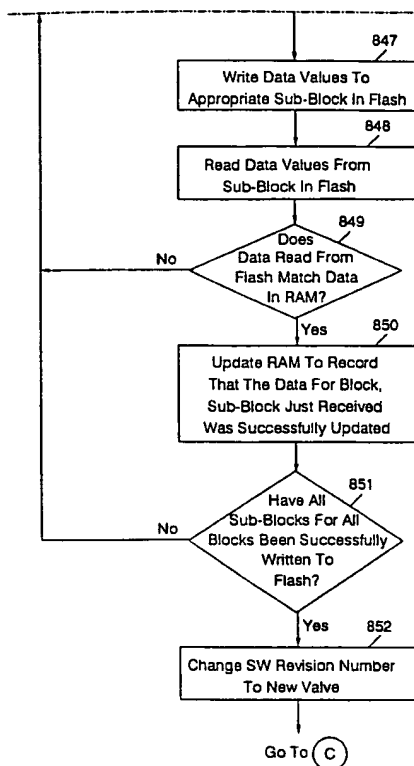 847
Write Data Values To
Appropriate Sub-Block In Flash
848
Read Data Values From
Sub-Block In Flash
849
Does
Data Read From
Flash Match Data
In RAM?
No
Yes
850
Update RAM To Record
That The Data For Block,
Sub-Block Just Received
Was Successfully Updated
851
Have All
Sub-Blocks For All
Blocks Been Successfully
Written To
Flash?
No
Yes
852
Change SW Revision Number
To New Valve
Go To C